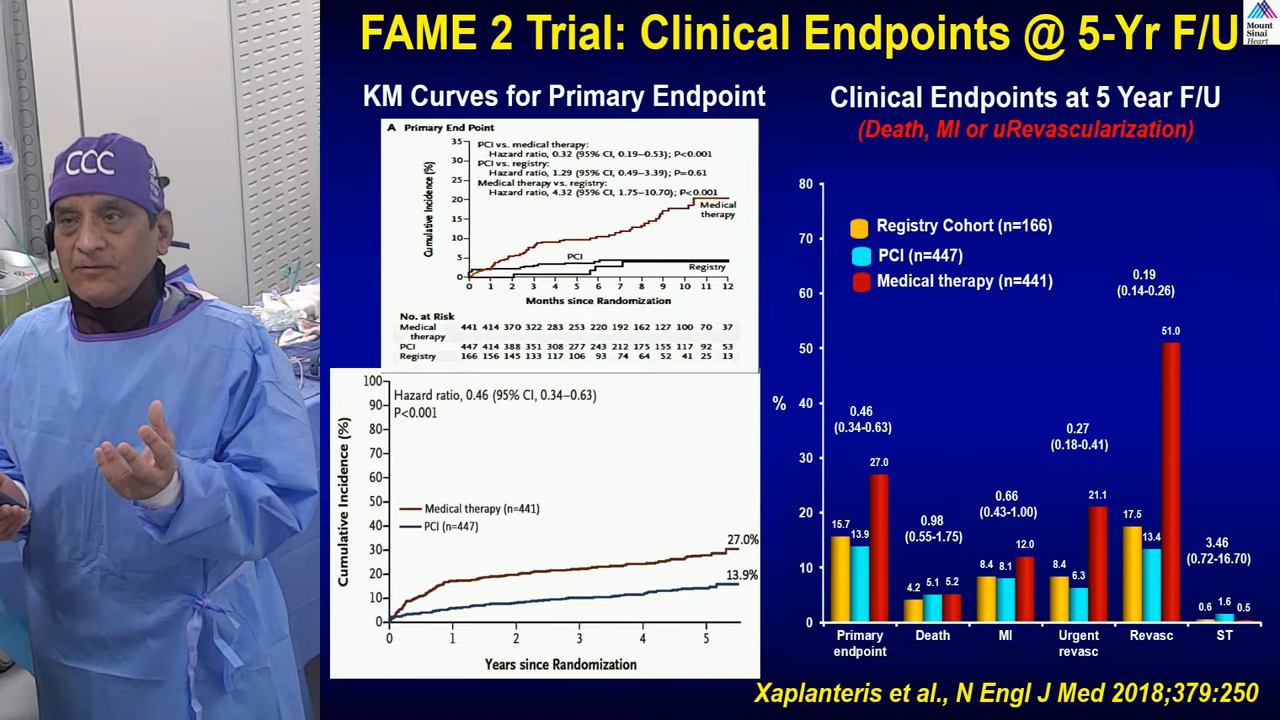 FAME 2 Trial: Clinical Endpoints @ 5-Yr F/U
Mount
Sinai
Heart
CCC
KM Curves for Primary Endpoint
A Primary End Point
PCI vs. medical therapy:
Hazard ratio, 0.32 (95% CI, 0.19–0.53); P<0.001
PCI vs. registry:
Hazard ratio, 1.29 (95% CI, 0.49–3.39); P=0.61
Medical therapy vs. registry:
Hazard ratio, 4.32 (95% CI, 1.75–10.70); P<0.001
Cumulative Incidence (%)
35
30
25
20
15
10
5
0
Medical
therapy
PCI
Registry
0 1 2 3 4 5 6 7 8 9 10 11 12
Months since Randomization
No. at Risk
Medical therapy 441 414 370 322 283 253 220 192 162 127 100 70 37
PCI 447 414 388 351 308 277 243 212 175 155 117 92 53
Registry 166 156 145 133 117 106 93 74 64 52 41 25 13
Hazard ratio, 0.46 (95% CI, 0.34–0.63)
P<0.001
Cumulative Incidence (%)
100
90
80
70
60
50
40
30
20
10
0
Medical therapy (n=441)
PCI (n=447)
27.0%
13.9%
0 1 2 3 4 5
Years since Randomization
Clinical Endpoints at 5 Year F/U
(Death, MI or uRevascularization)
80
70
60
50
40
30
20
10
0
%
Registry Cohort (n=166)
PCI (n=447)
Medical therapy (n=441)
0.46
(0.34-0.63)
15.7 13.9 27.0
0.98
(0.55-1.75)
4.2 5.1 5.2
0.66
(0.43-1.00)
8.4 8.1 12.0
0.27
(0.18-0.41)
8.4 6.3 21.1
0.19
(0.14-0.26)
17.5 13.4 51.0
3.46
(0.72-16.70)
0.6 1.6 0.5
Primary
endpoint
Death
MI
Urgent
revasc
Revasc
ST
Xaplanteris et al., N Engl J Med 2018;379:250